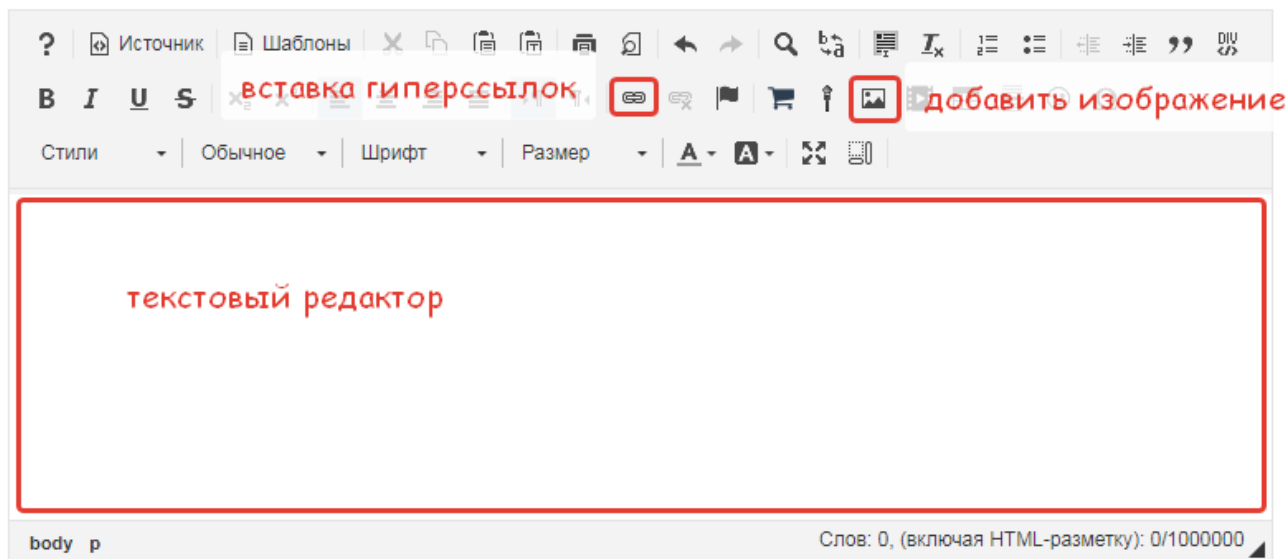 ? Источник Шаблоны
вставка гиперссылок
добавить изображение
B I U S
Стили Обычное Шрифт Размер A A
текстовый редактор
body p
Слов: 0, (включая HTML-разметку): 0/1000000